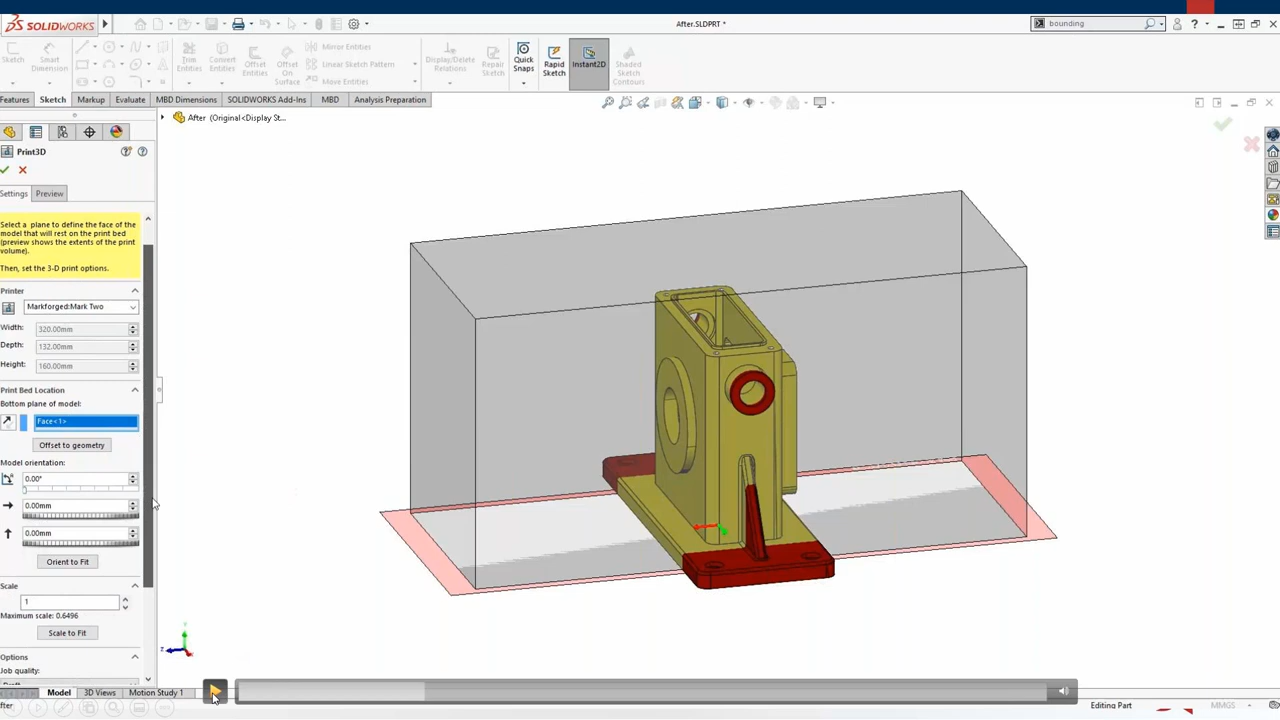 SOLIDWORKS
After.SLDPRT *
bounding
Sketch
Smart Dimension
Trim Entities
Convert Entities
Offset Entities
Offset On Surface
Mirror Entities
Linear Sketch Pattern
Move Entities
Display/Delete Relations
Repair Sketch
Quick Snaps
Rapid Sketch
Instant2D
Shaded Sketch Contours
Features
Sketch
Markup
Evaluate
MBD Dimensions
SOLIDWORKS Add-Ins
MBD
Analysis Preparation
After (Original<Display St...
Print3D
Settings
Preview
Select a plane to define the face of the
model that will rest on the print bed
(preview shows the extents of the print
volume).
Then, set the 3-D print options.
Printer
Markforged:Mark Two
Width: 320.00mm
Depth: 132.00mm
Height: 160.00mm
Print Bed Location
Bottom plane of model:
Face<1>
Offset to geometry
Model orientation:
0.00°
0.00mm
0.00mm
Orient to Fit
Scale
1
Maximum scale: 0.6496
Scale to Fit
Options
Job quality:
Model
3D Views
Motion Study 1
fter
Editing Part
MMGS